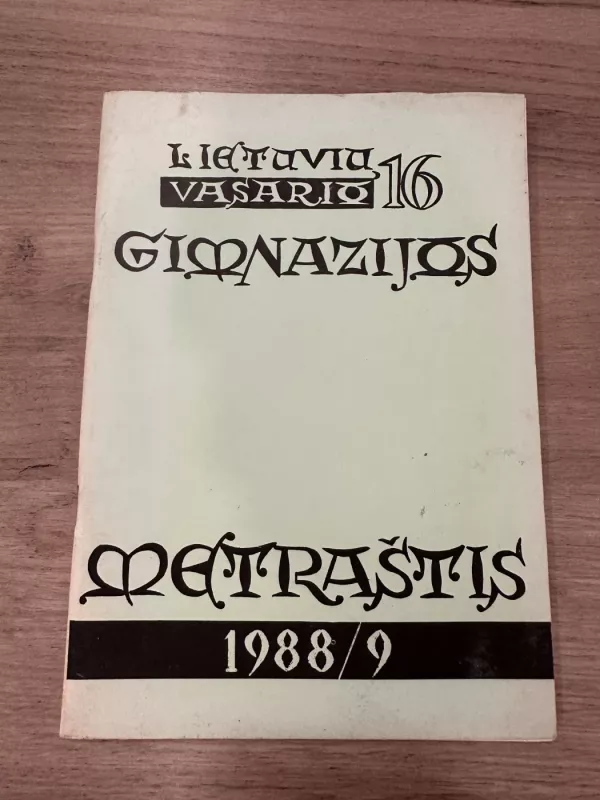 LIETUVIŲ
VASARIO 16
GIMNAZIJOS
METRAŠTIS
1988/9